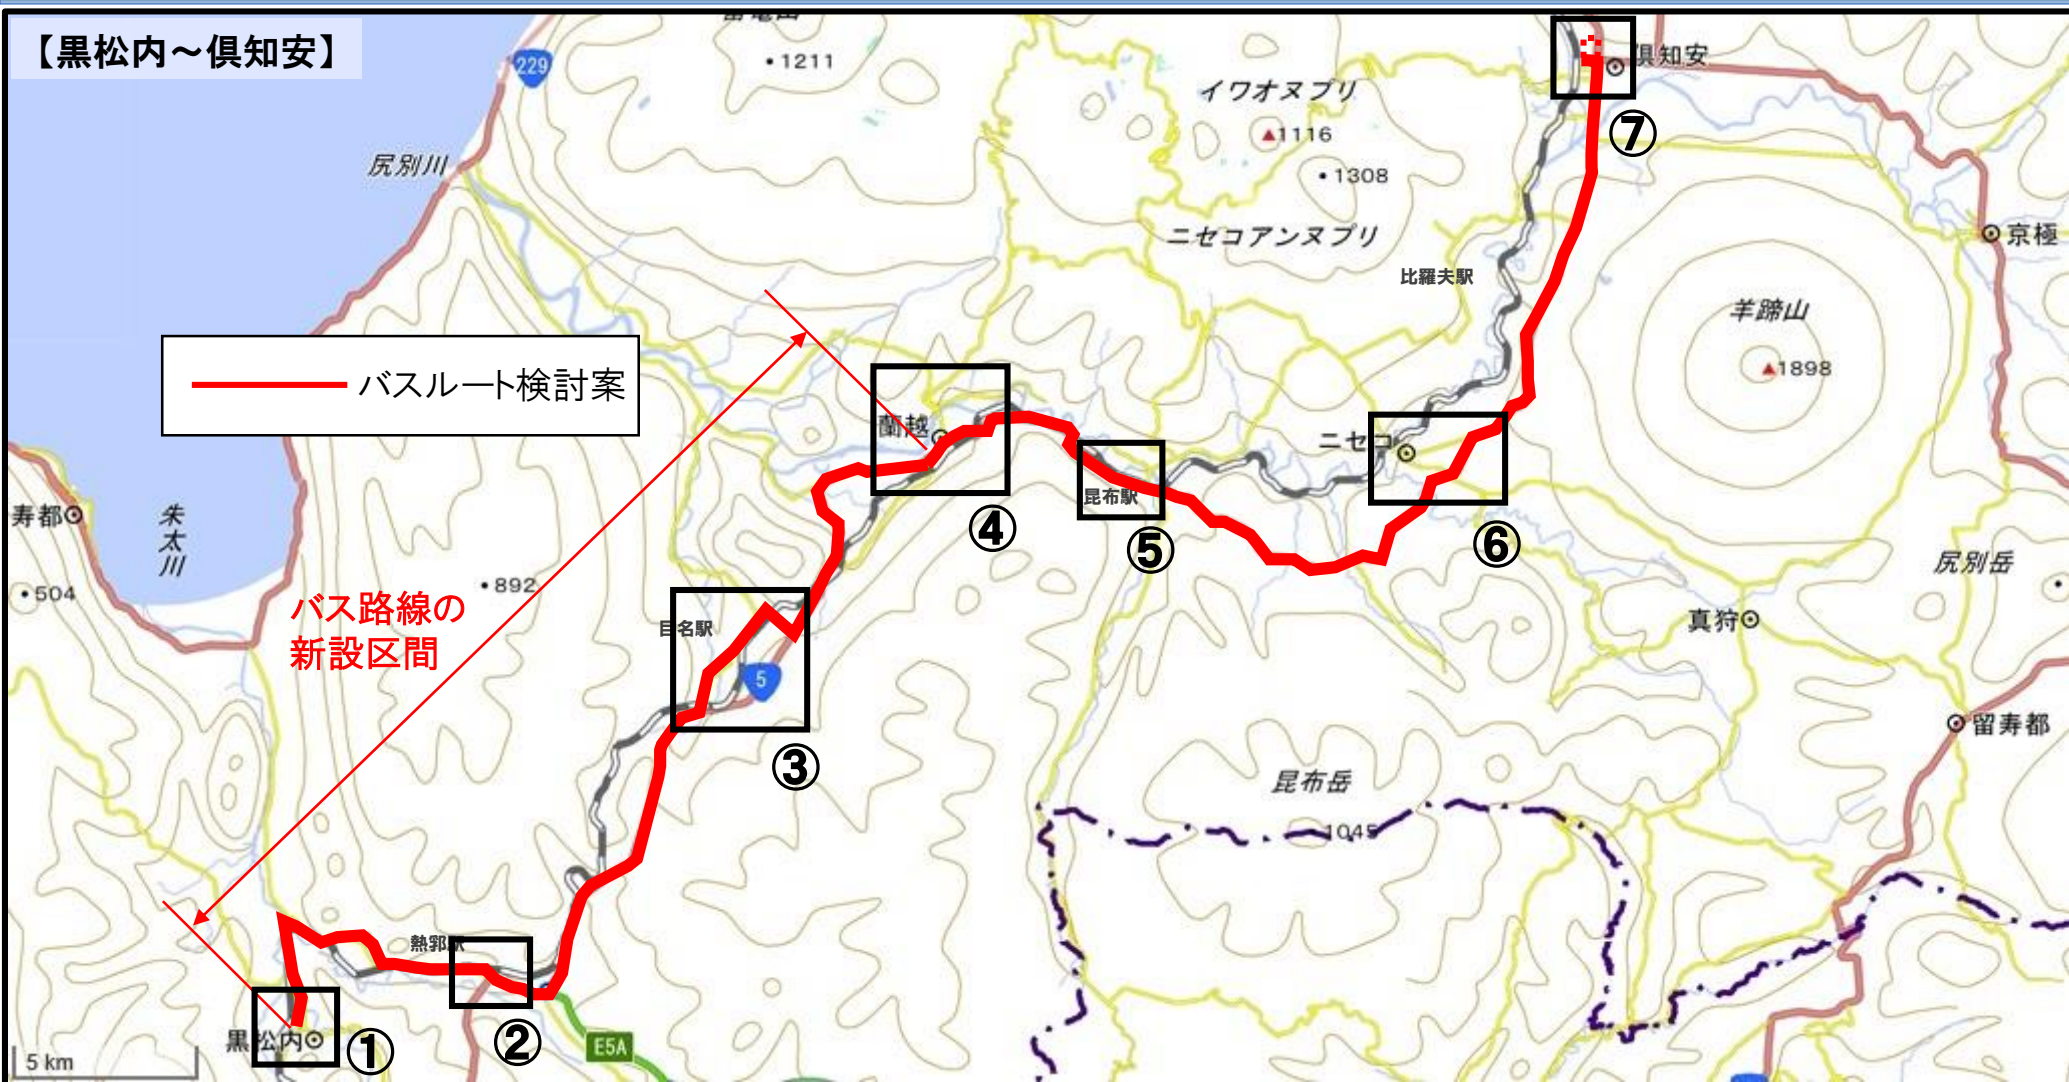 【黒松内～倶知安】
229
・1211
イワオヌプリ
▲1116
・1308
ニセコアンヌプリ
倶知安
⑦
尻別川
京極
比羅夫駅
羊蹄山
▲1898
バスルート検討案
蘭越
ニセコ
昆布駅
④
⑤
⑥
寿都
朱太川
・504
・892
バス路線の
新設区間
目名駅
5
③
尻別岳
真狩
留寿都
昆布岳
1045
熱郛駅
黒松内
①
②
E5A
5 km